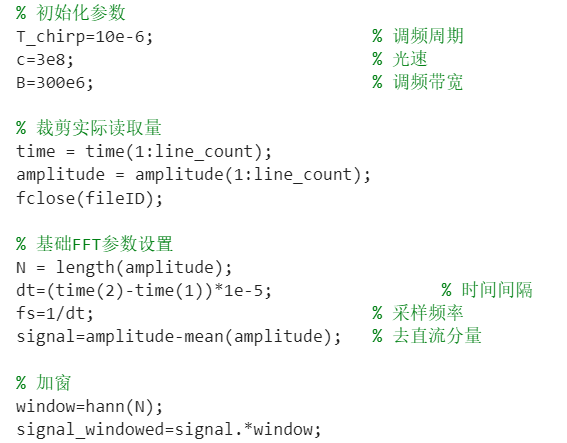 % 初始化参数
T_chirp=10e-6; % 调频周期
c=3e8; % 光速
B=300e6; % 调频带宽
% 裁剪实际读取量
time = time(1:line_count);
amplitude = amplitude(1:line_count);
fclose(fileID);
% 基础FFT参数设置
N = length(amplitude);
dt=(time(2)-time(1))*1e-5; % 时间间隔
fs=1/dt; % 采样频率
signal=amplitude-mean(amplitude); % 去直流分量
% 加窗
window=hann(N);
signal_windowed=signal.*window;